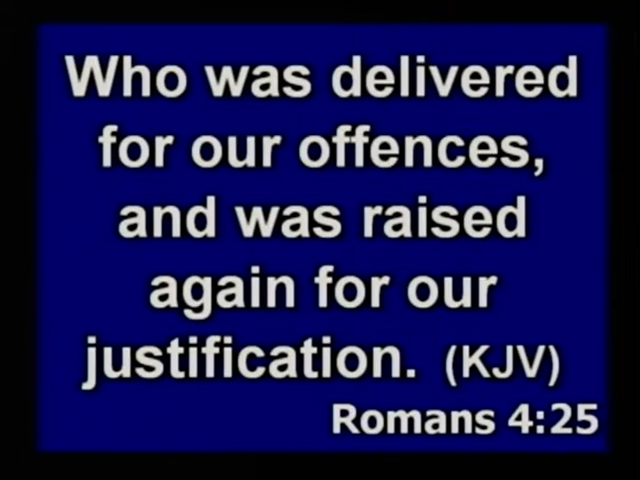 Who was delivered
for our offences,
and was raised
again for our
justification. (KJV)
Romans 4:25